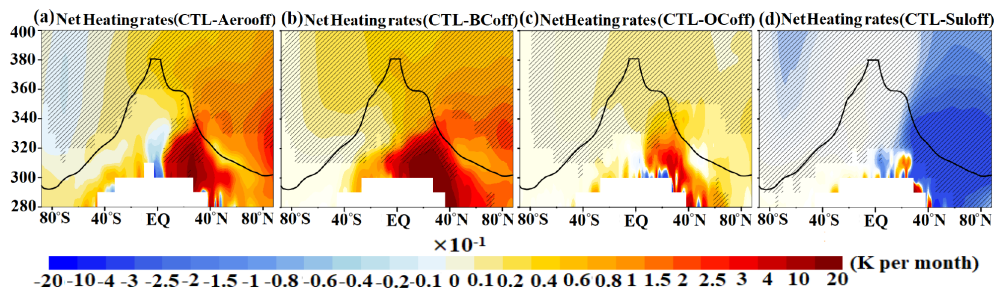 (a) Net Heating rates(CTL-Aerooff) (b) Net Heating rates(CTL-BCoff) (c) Net Heating rates(CTL-OCoff) (d) Net Heating rates(CTL-Suloff)
400
380
360
340
320
300
280
80°S 40°S EQ 40°N 80°N 80°S 40°S EQ 40°N 80°N 80°S 40°S EQ 40°N 80°N 80°S 40°S EQ 40°N 80°N
×10⁻¹
-20 -10 -4 -3 -2.5 -2 -1.5 -1 -0.8 -0.6 -0.4 -0.2 -0.1 0 0.1 0.2 0.4 0.6 0.8 1 1.5 2 2.5 3 4 10 20 (K per month)